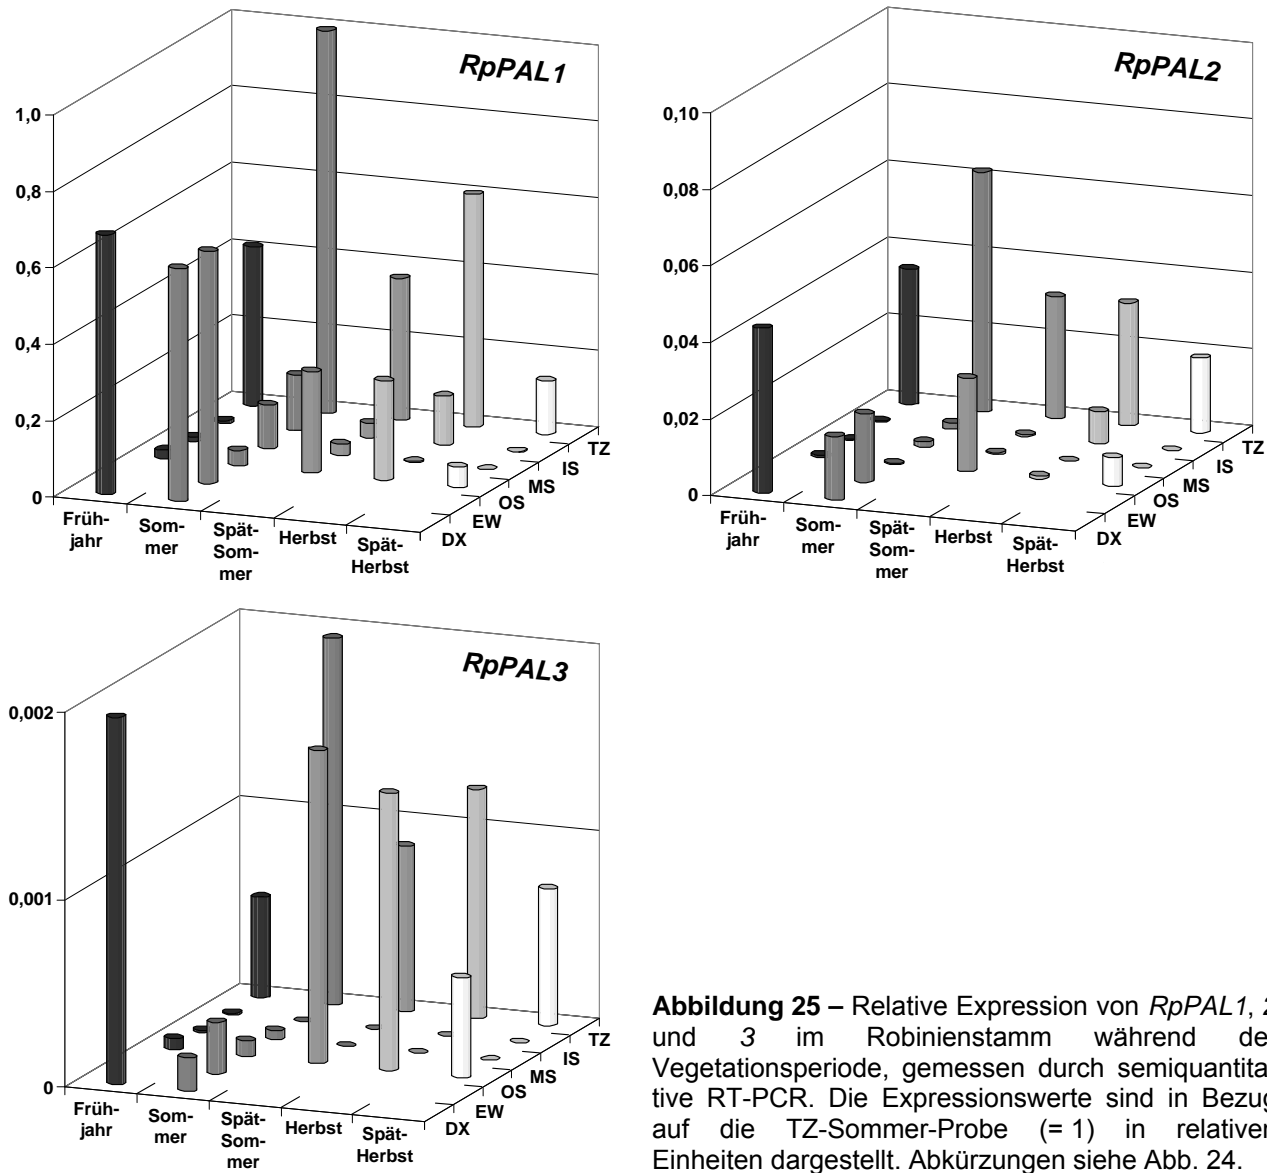 RpPAL1
1,0
0,8
0,6
0,4
0,2
0
Früh-
jahr
Som-
mer
Spät-
Som-
mer
Herbst
Spät-
Herbst
DX
EW
OS
MS
IS
TZ
RpPAL2
0,10
0,08
0,06
0,04
0,02
0
Früh-
jahr
Som-
mer
Spät-
Som-
mer
Herbst
Spät-
Herbst
DX
EW
OS
MS
IS
TZ
RpPAL3
0,002
0,001
0
Früh-
jahr
Som-
mer
Spät-
Som-
mer
Herbst
Spät-
Herbst
DX
EW
OS
MS
IS
TZ
Abbildung 25 – Relative Expression von RpPAL1, 2
und 3 im Robinienstamm während de
Vegetationsperiode, gemessen durch semiquantita
tive RT-PCR. Die Expressionswerte sind in Bezug
auf die TZ-Sommer-Probe (= 1) in relativen
Einheiten dargestellt. Abkürzungen siehe Abb. 24.